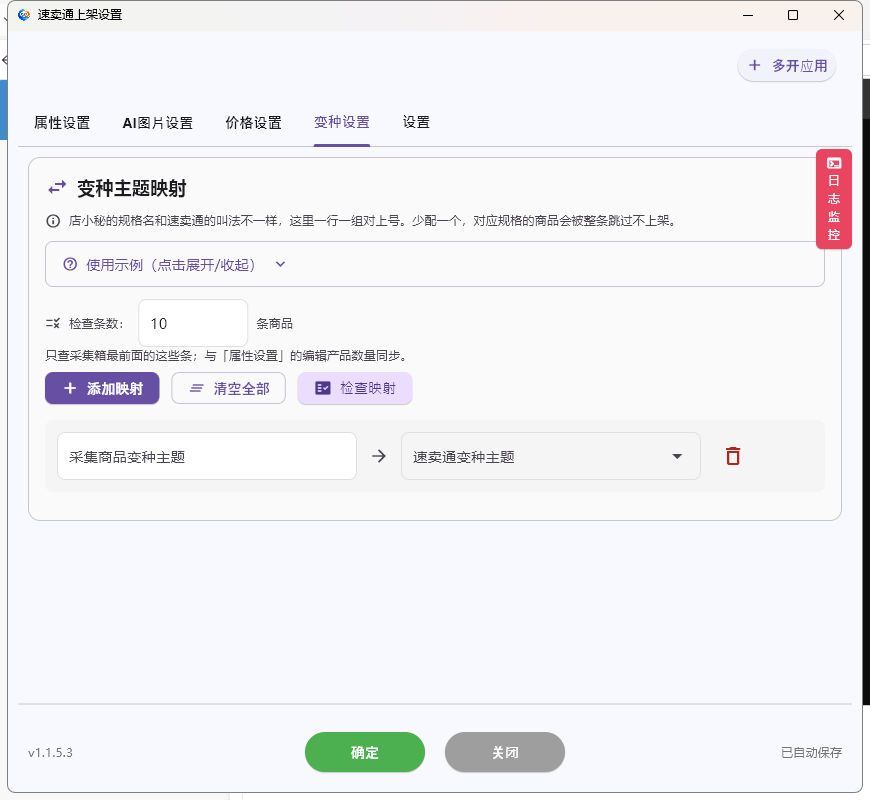 速卖通上架设置
多开应用
属性设置
AI图片设置
价格设置
变种设置
设置
日志监控
变种主题映射
店小秘的规格名和速卖通的叫法不一样，这里一行一组对上号。少配一个，对应规格的商品会被整条跳过不上架。
使用示例（点击展开/收起）
检查条数：
10
条商品
只查采集箱最前面的这些条；与「属性设置」的编辑产品数量同步。
添加映射
清空全部
检查映射
采集商品变种主题
速卖通变种主题
v1.1.5.3
确定
关闭
已自动保存